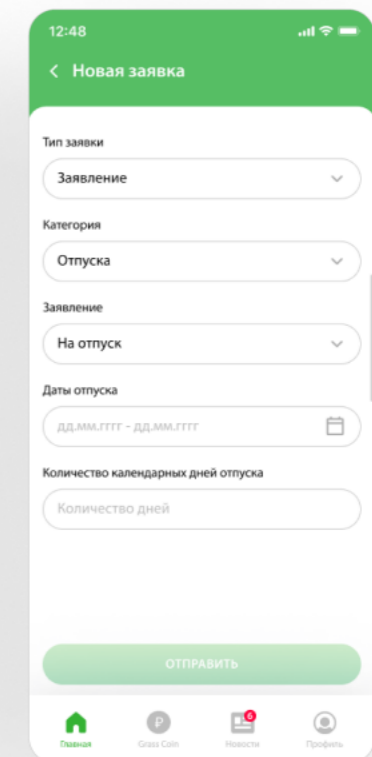 12:48
Новая заявка
Тип заявки
Заявление
Категория
Отпуска
Заявление
На отпуск
Даты отпуска
дд.мм.гггг - дд.мм.гггг
Количество календарных дней отпуска
Количество дней
ОТПРАВИТЬ
6
Главная Grass Coin Новости Профиль